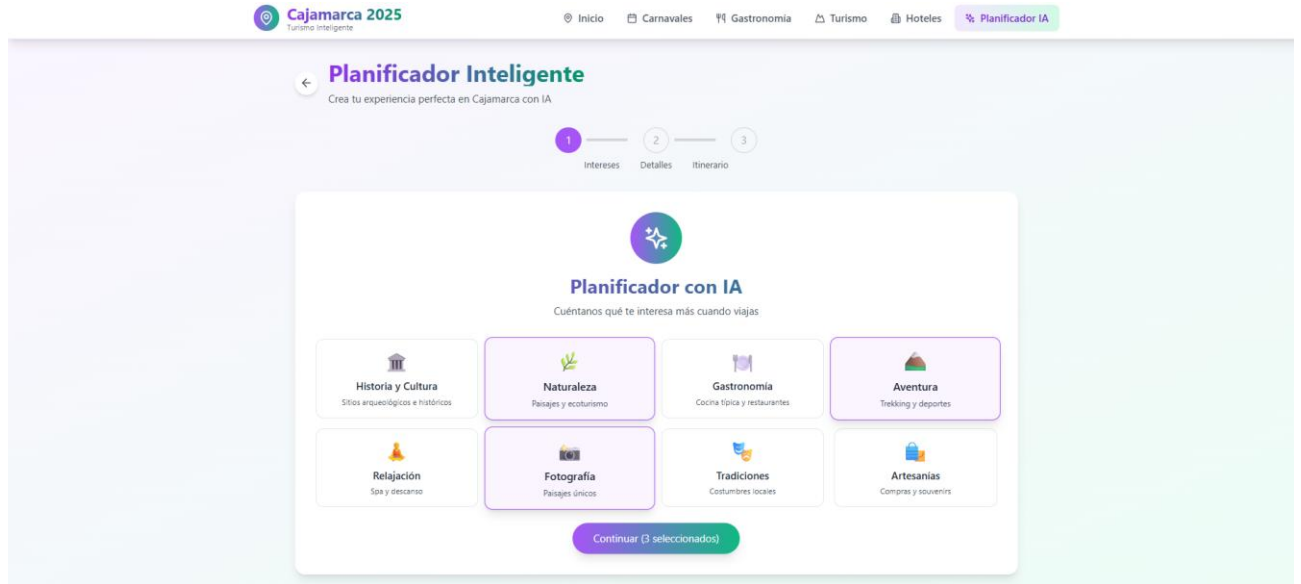 Cajamarca 2025
Turismo Inteligente
Inicio
Carnavales
Gastronomía
Turismo
Hoteles
Planificador IA
Planificador Inteligente
Crea tu experiencia perfecta en Cajamarca con IA
1
2
3
Intereses
Detalles
Itinerario
Planificador con IA
Cuéntanos qué te interesa más cuando viajas
Historia y Cultura
Sitios arqueológicos e históricos
Naturaleza
Paisajes y ecoturismo
Gastronomía
Cocina típica y restaurantes
Aventura
Trekking y deportes
Relajación
Spa y descanso
Fotografía
Paisajes únicos
Tradiciones
Costumbres locales
Artesanías
Compras y souvenirs
Continuar (3 seleccionados)